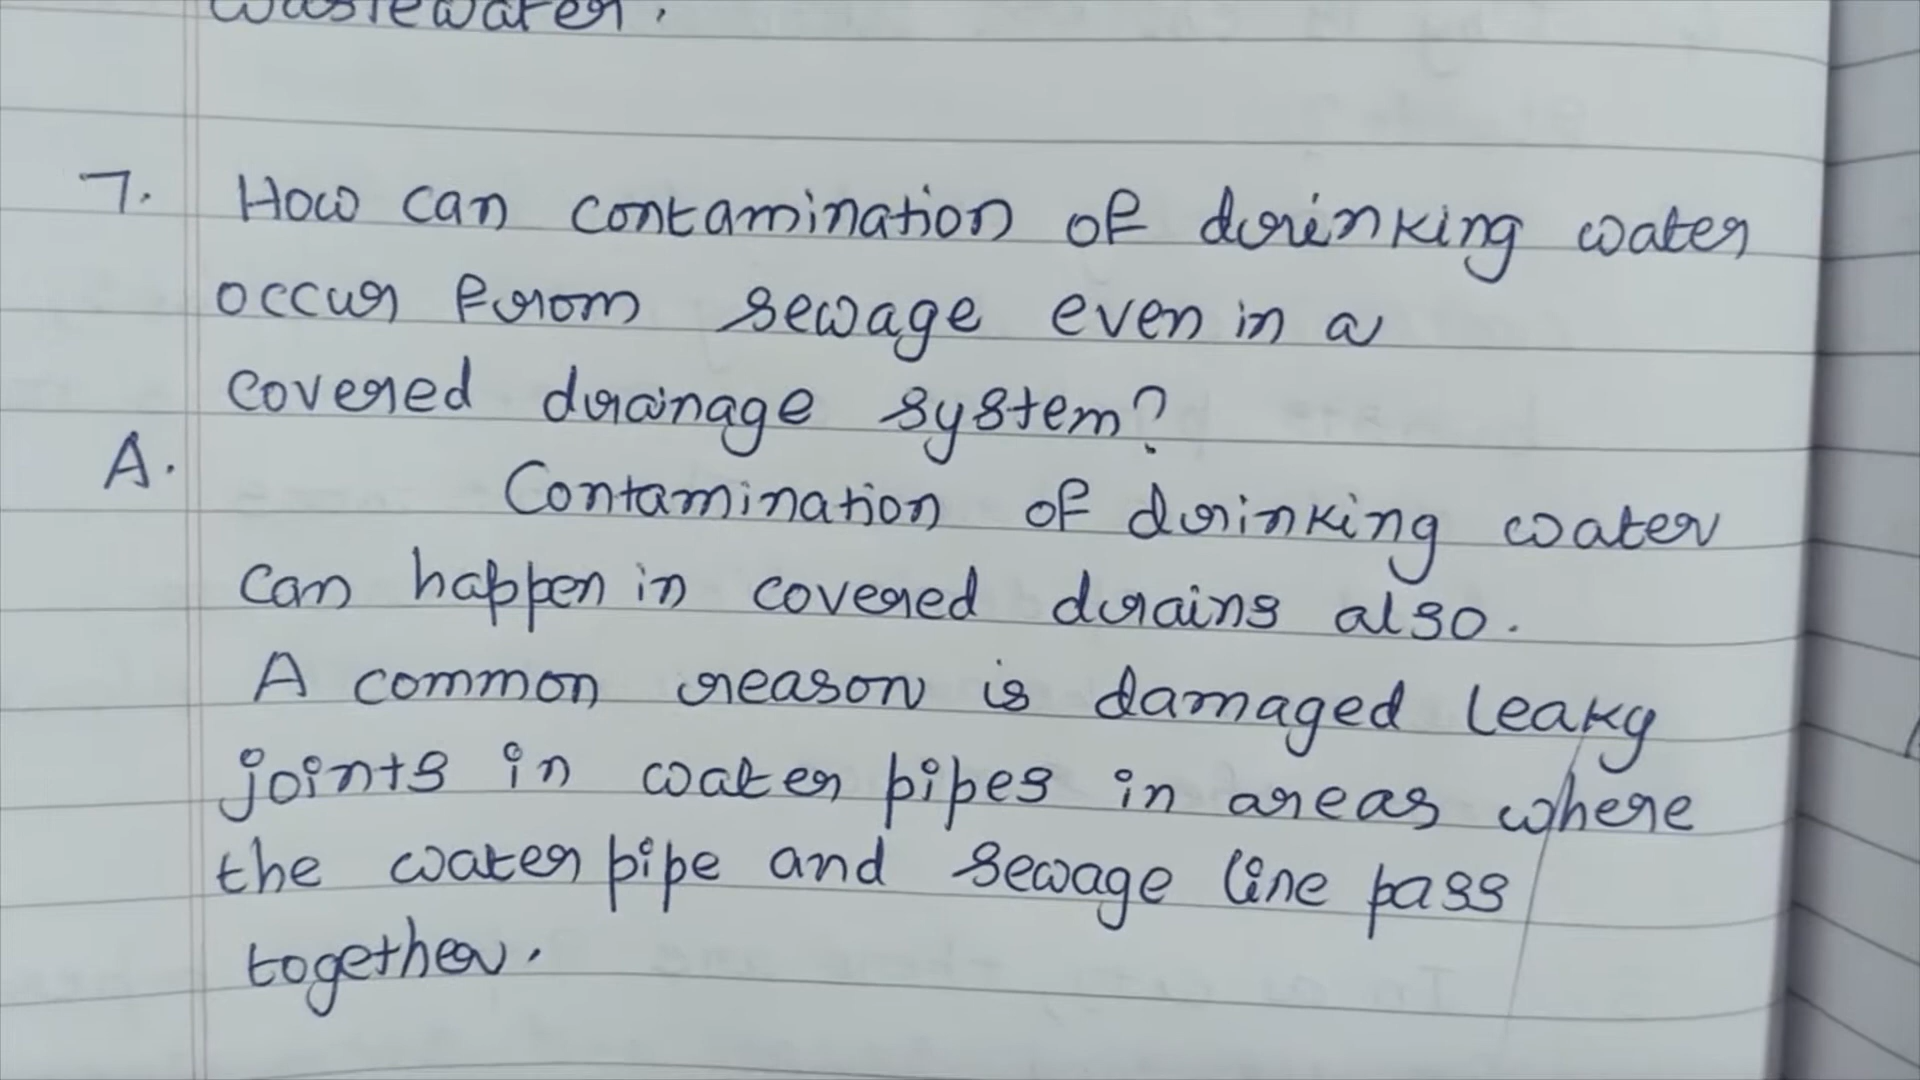 wastewater.
7. How can contamination of drinking water
occur from sewage even in a
covered drainage system?
A. Contamination of drinking water
can happen in covered drains also.
A common reason is damaged leaky
joints in water pipes in areas where
the water pipe and sewage line pass
together.